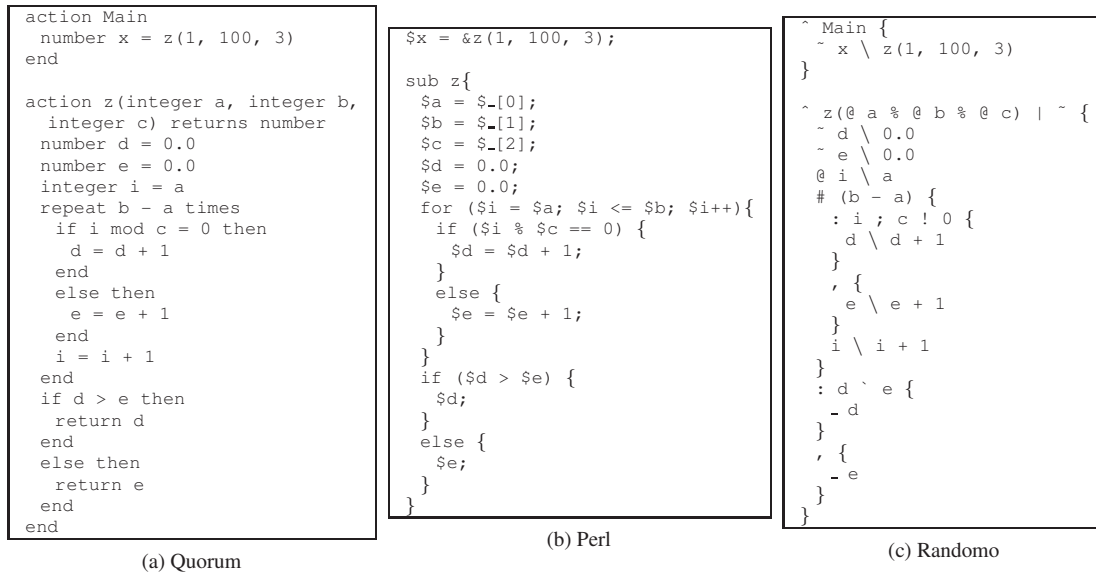 action Main
number x = z(1, 100, 3)
end
action z(integer a, integer b,
integer c) returns number
number d = 0.0
number e = 0.0
integer i = a
repeat b - a times
if i mod c = 0 then
d = d + 1
end
else then
e = e + 1
end
i = i + 1
end
if d > e then
return d
end
else then
return e
end
end
(a) Quorum
$x = &z(1, 100, 3);
sub z{
$a = $_[0];
$b = $_[1];
$c = $_[2];
$d = 0.0;
$e = 0.0;
for ($i = $a; $i <= $b; $i++){
if ($i % $c == 0) {
$d = $d + 1;
}
else {
$e = $e + 1;
}
}
if ($d > $e) {
$d;
}
else {
$e;
}
}
(b) Perl
ˆ Main {
˜ x \ z(1, 100, 3)
}
ˆ z(@ a % @ b % @ c) | ˜ {
˜ d \ 0.0
˜ e \ 0.0
@ i \ a
# (b - a) {
: i ; c ! 0 {
d \ d + 1
}
, {
e \ e + 1
}
i \ i + 1
}
: d ` e {
_ d
}
, {
_ e
}
}
(c) Randomo